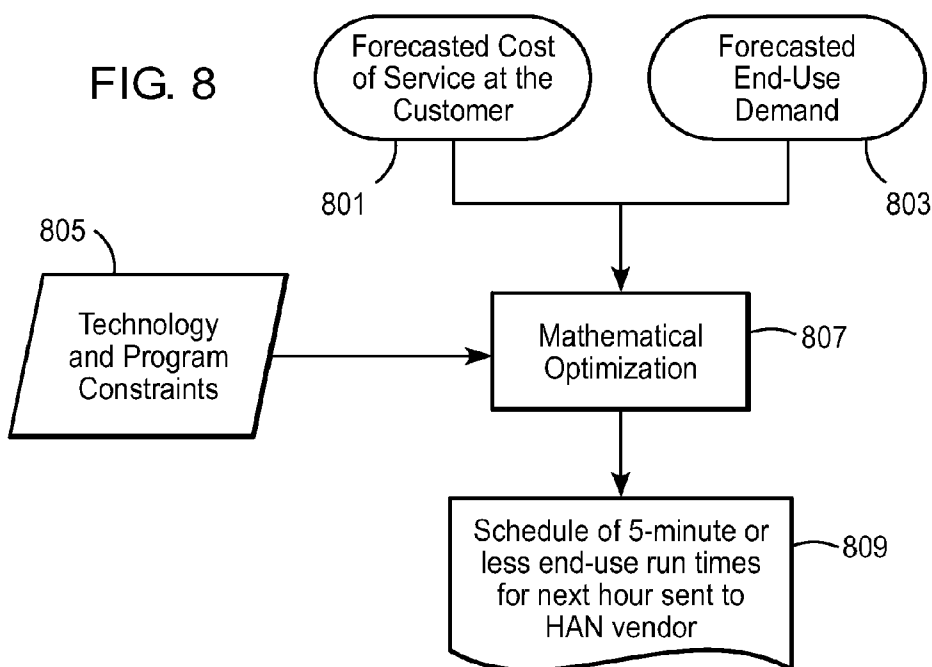 FIG. 8
Forecasted Cost
of Service at the
Customer
801
Forecasted
End-Use
Demand
803
805
Technology
and Program
Constraints
Mathematical
Optimization
807
Schedule of 5-minute or
less end-use run times
for next hour sent to
HAN vendor
809